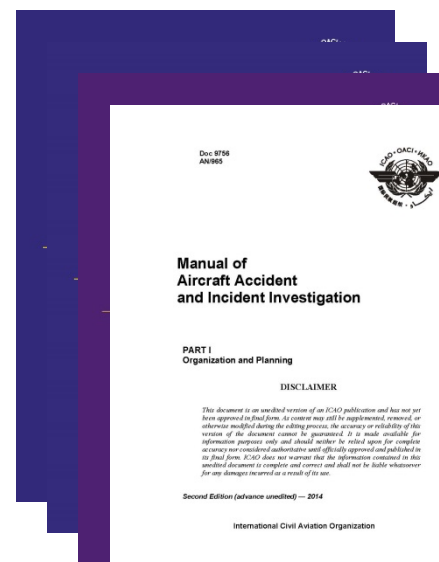 OACI
OACI
OACI
Doc 9756
AN/965
ICAO · OACI · ИКАО
Manual of
Aircraft Accident
and Incident Investigation
PART I
Organization and Planning
DISCLAIMER
This document is an unedited version of an ICAO publication and has not yet
been approved in final form. As content may still be supplemented, removed, or
otherwise modified during the editing process, the accuracy or reliability of this
version of the document cannot be guaranteed. It is made available for
information purposes only and should neither be relied upon for complete
accuracy nor considered authoritative until officially approved and published in
its final form. ICAO does not warrant that the information contained in this
unedited document is complete and correct and shall not be liable whatsoever
for any damages incurred as a result of its use.
Second Edition (advance unedited) — 2014
International Civil Aviation Organization